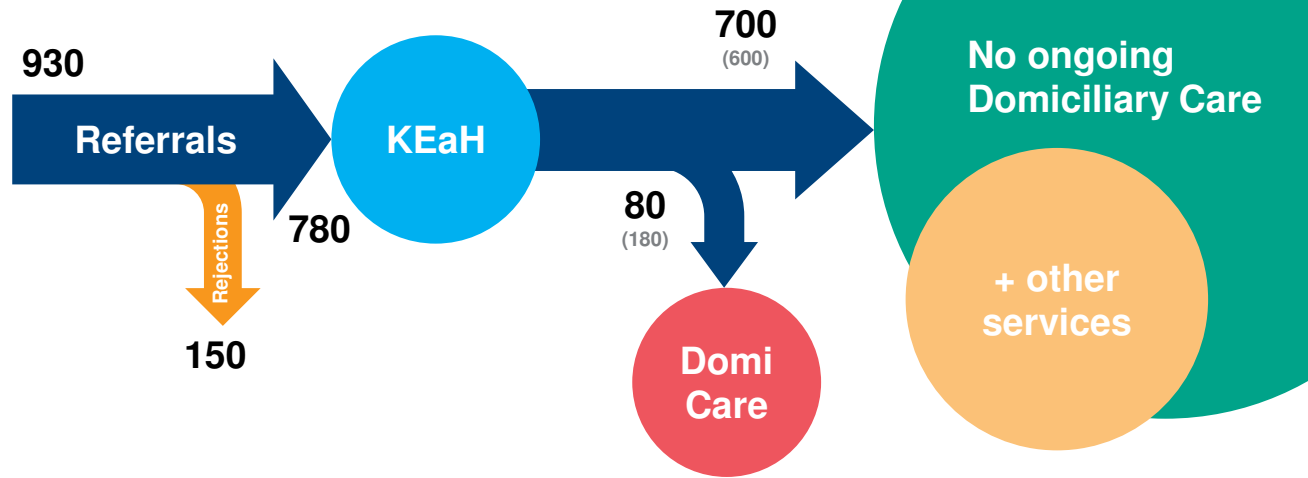 930
Referrals
Rejections
150
780
KEaH
700
(600)
80
(180)
Domi
Care
No ongoing
Domiciliary Care
+ other
services